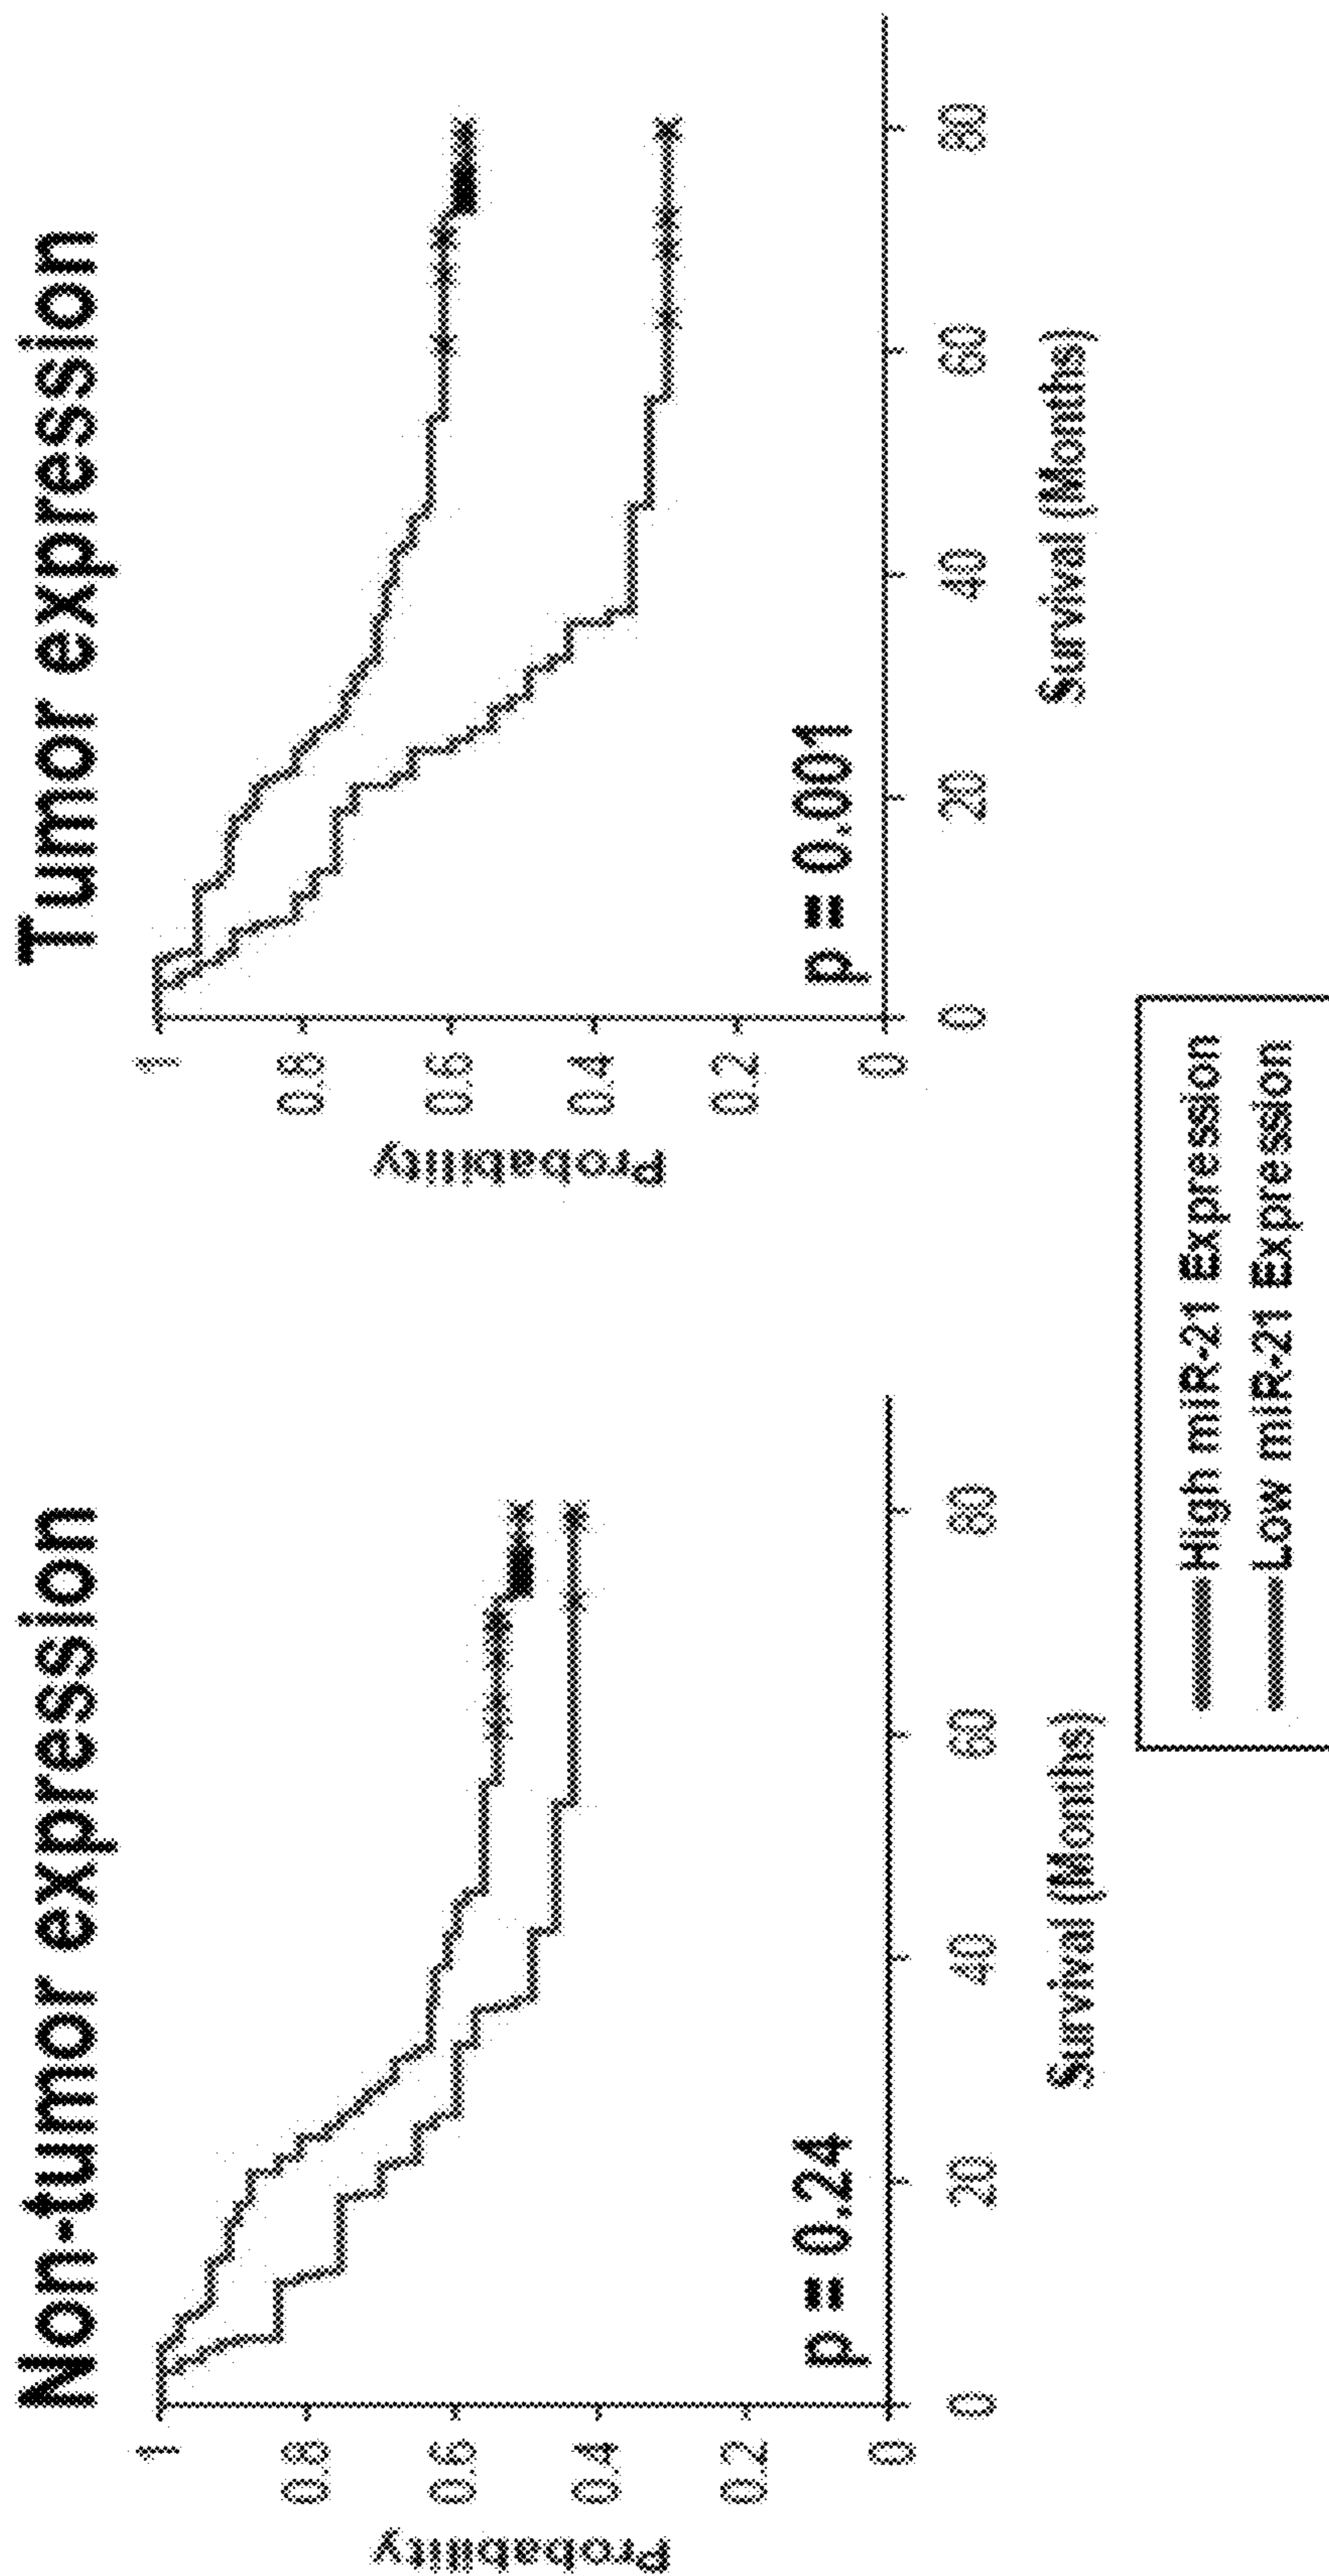 Non-tumor expression
Probability
1
0.8
0.6
0.4
0.2
0
p = 0.24
0
20
40
60
80
Survival (Months)
Tumor expression
Probability
1
0.8
0.6
0.4
0.2
0
p = 0.001
0
20
40
60
80
Survival (Months)
High miR-21 Expression
Low miR-21 Expression